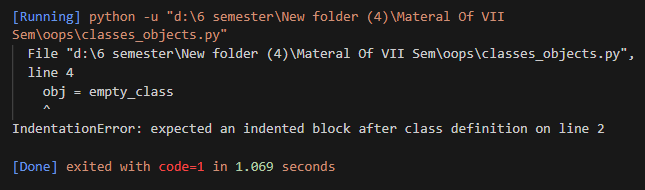 [Running] python -u "d:\6 semester\New folder (4)\Materal Of VII
Sem\oops\classes_objects.py"
File "d:\6 semester\New folder (4)\Materal Of VII Sem\oops\classes_objects.py",
line 4
obj = empty_class
^
IndentationError: expected an indented block after class definition on line 2
[Done] exited with code=1 in 1.069 seconds